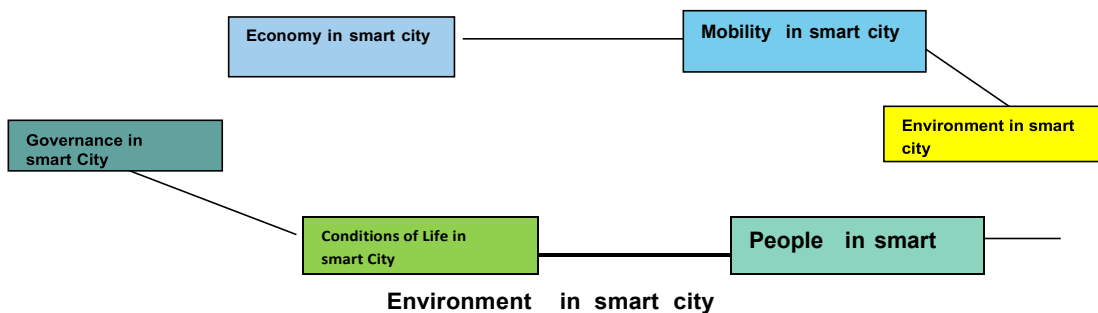 Economy in smart city
Mobility in smart city
Environment in smart
city
Governance in
smart City
Conditions of Life in
smart City
People in smart
Environment in smart city